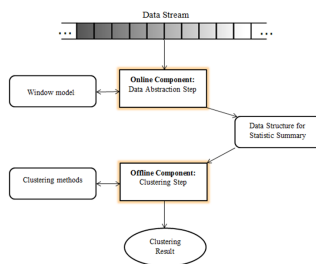 Data Stream
... ...
Online Component:
Data Abstraction Step
Window model
Data Structure for
Statistic Summary
Offline Component:
Clustering Step
Clustering methods
Clustering
Result